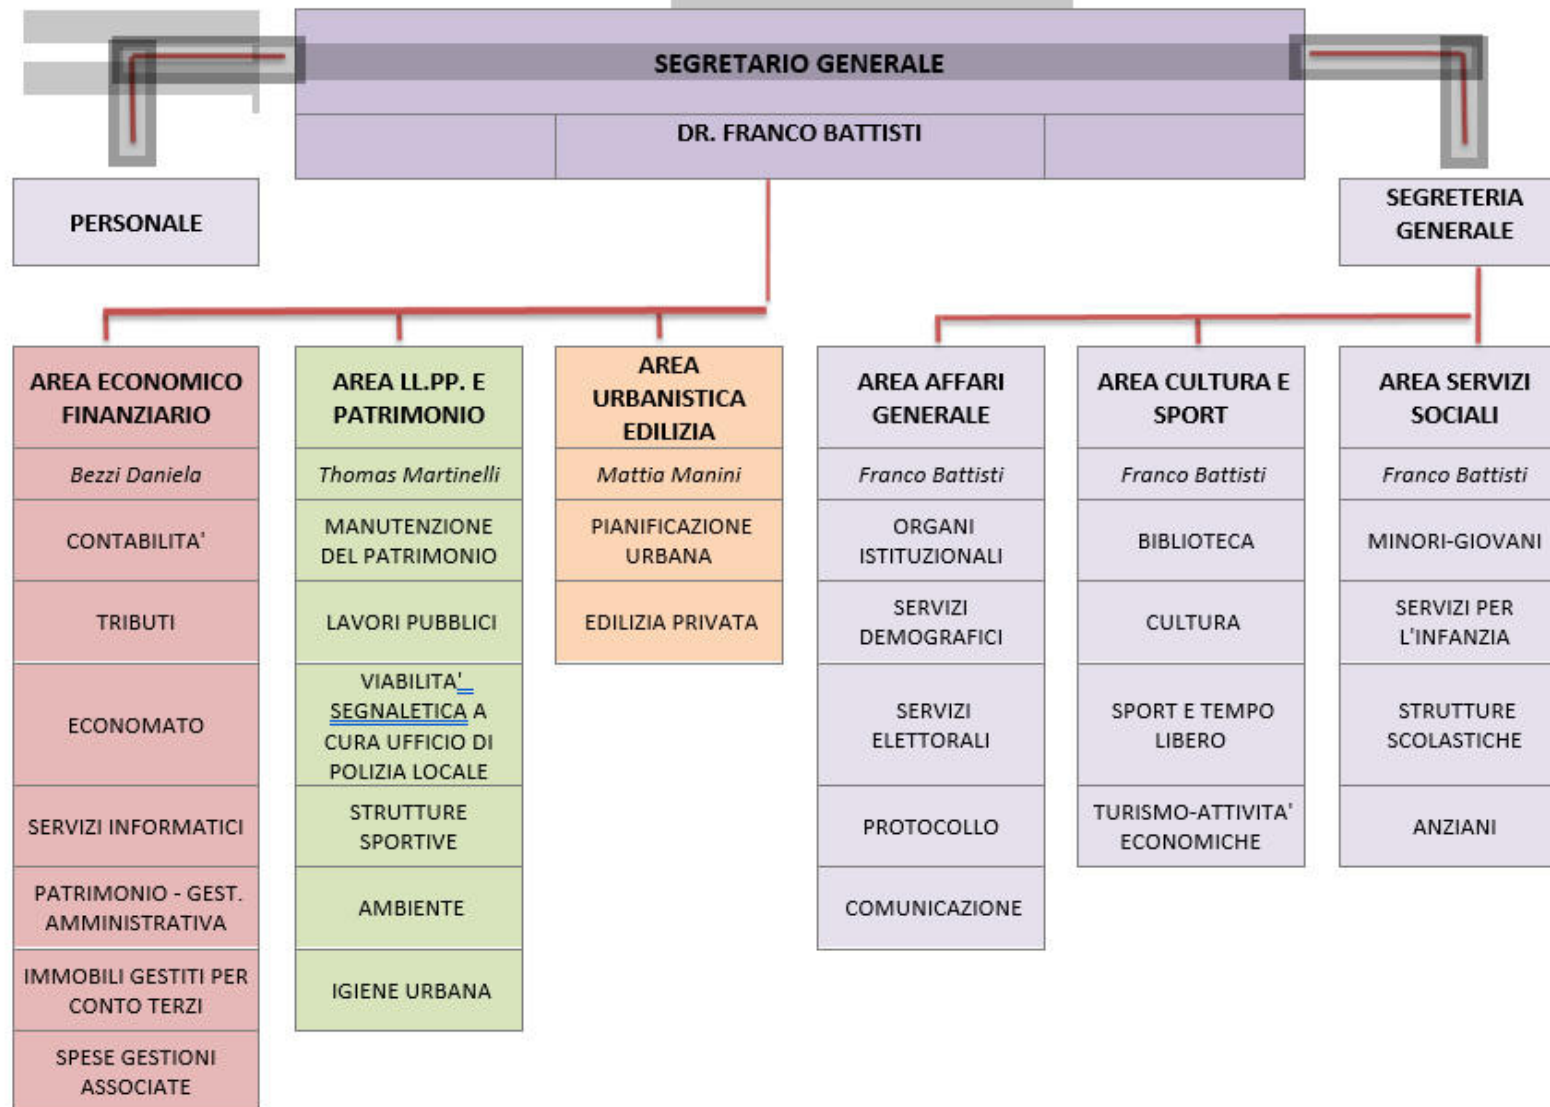 SEGRETARIO GENERALE
DR. FRANCO BATTISTI
PERSONALE
SEGRETERIA
GENERALE
AREA ECONOMICO
FINANZIARIO
Bezzi Daniela
CONTABILITA'
TRIBUTI
ECONOMATO
SERVIZI INFORMATICI
PATRIMONIO - GEST.
AMMINISTRATIVA
IMMOBILI GESTITI PER
CONTO TERZI
SPESE GESTIONI
ASSOCIATE
AREA LL.PP. E
PATRIMONIO
Thomas Martinelli
MANUTENZIONE
DEL PATRIMONIO
LAVORI PUBBLICI
VIABILITA'
SEGNALETICA A
CURA UFFICIO DI
POLIZIA LOCALE
STRUTTURE
SPORTIVE
AMBIENTE
IGIENE URBANA
AREA
URBANISTICA
EDILIZIA
Mattia Manini
PIANIFICAZIONE
URBANA
EDILIZIA PRIVATA
AREA AFFARI
GENERALE
Franco Battisti
ORGANI
ISTITUZIONALI
SERVIZI
DEMOGRAFICI
SERVIZI
ELETTORALI
PROTOCOLLO
COMUNICAZIONE
AREA CULTURA E
SPORT
Franco Battisti
BIBLIOTECA
CULTURA
SPORT E TEMPO
LIBERO
TURISMO-ATTIVITA'
ECONOMICHE
AREA SERVIZI
SOCIALI
Franco Battisti
MINORI-GIOVANI
SERVIZI PER
L'INFANZIA
STRUTTURE
SCOLASTICHE
ANZIANI